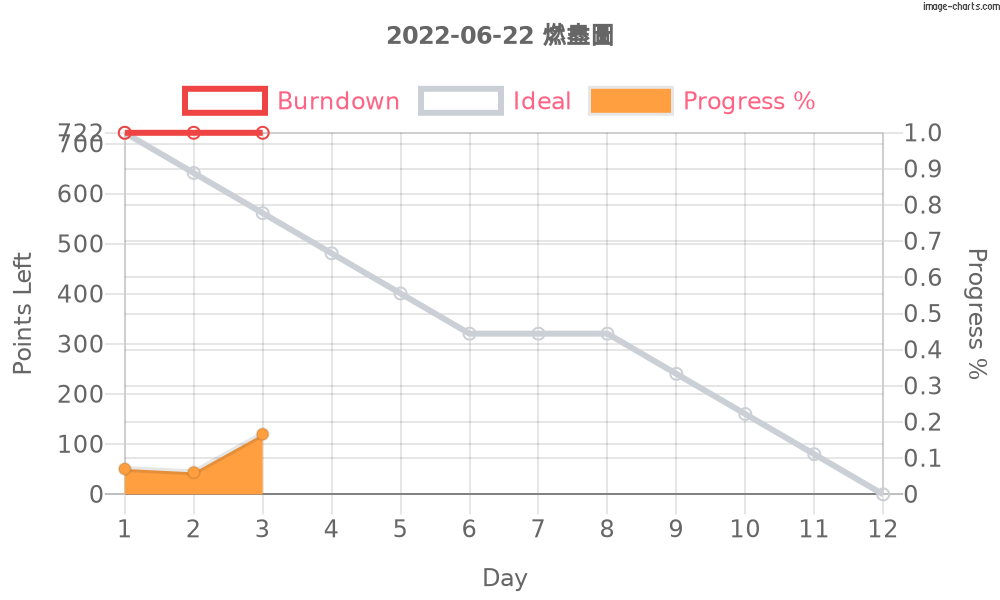 image-charts.com
2022-06-22 燃盡圖
Burndown Ideal Progress %
722 1.0
700
0.9
600 0.8
500 0.7
0.6
400 0.5
300 0.4
0.3
200 0.2
100 0.1
0 0
Points Left
Progress %
1 2 3 4 5 6 7 8 9 10 11 12
Day